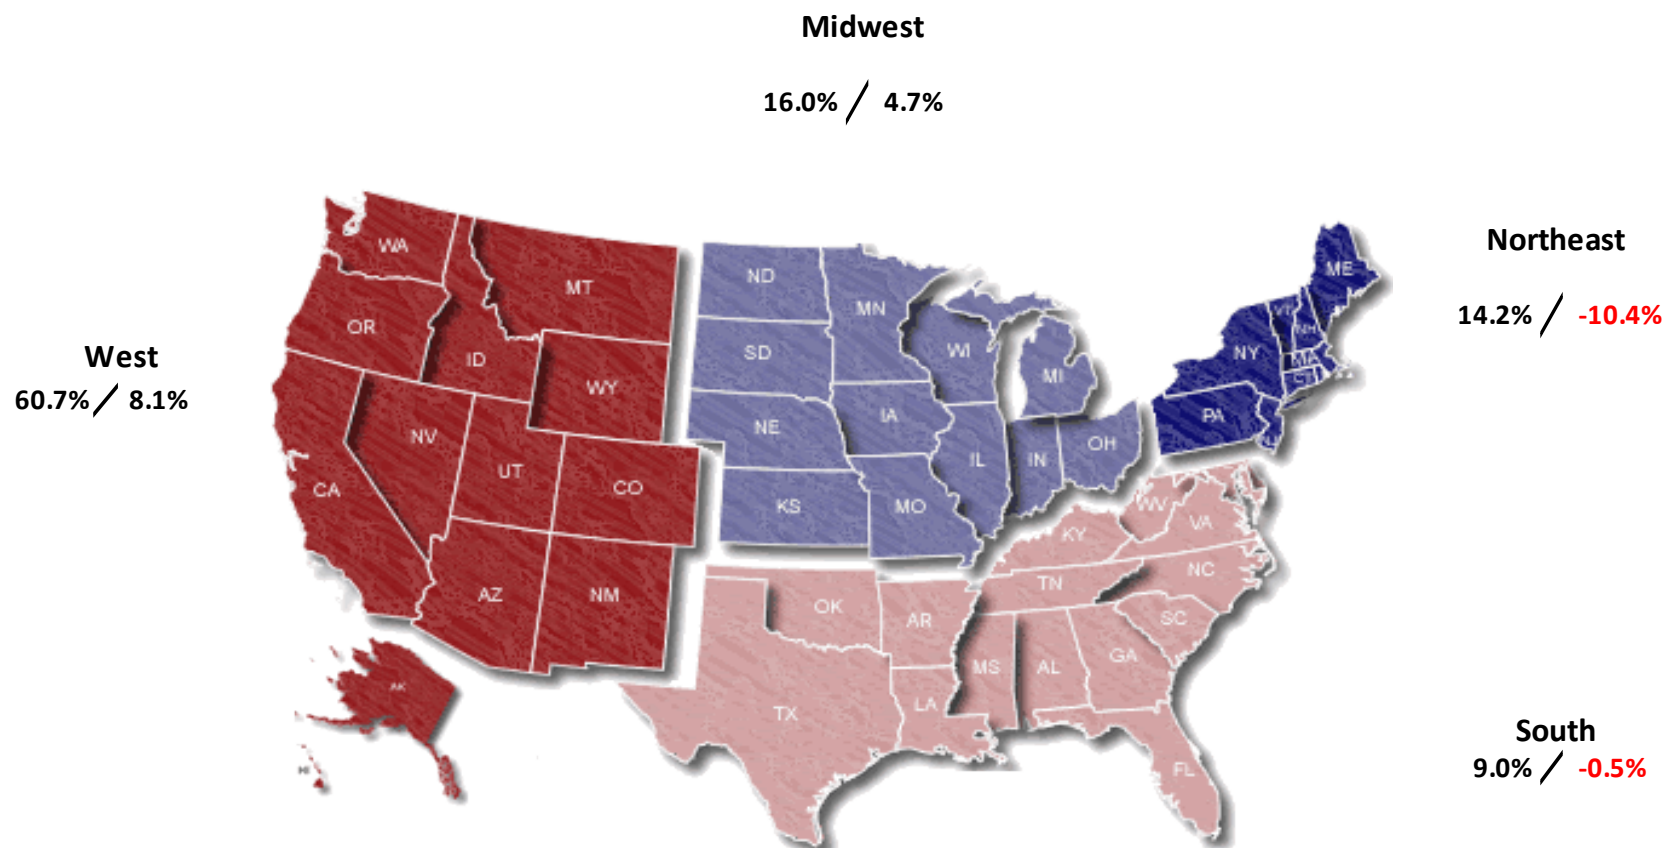 Midwest
16.0% / 4.7%
Northeast
14.2% / -10.4%
West
60.7% / 8.1%
South
9.0% / -0.5%
WA
MT
OR
ID
WY
NV
UT
CO
CA
AZ
NM
AK
HI
ND
MN
SD
WI
MI
NE
IA
IL
IN
OH
KS
MO
ME
VT
NH
NY
MA
CT
PA
NJ
WV
VA
KY
NC
TN
SC
OK
AR
MS
AL
GA
LA
TX
FL